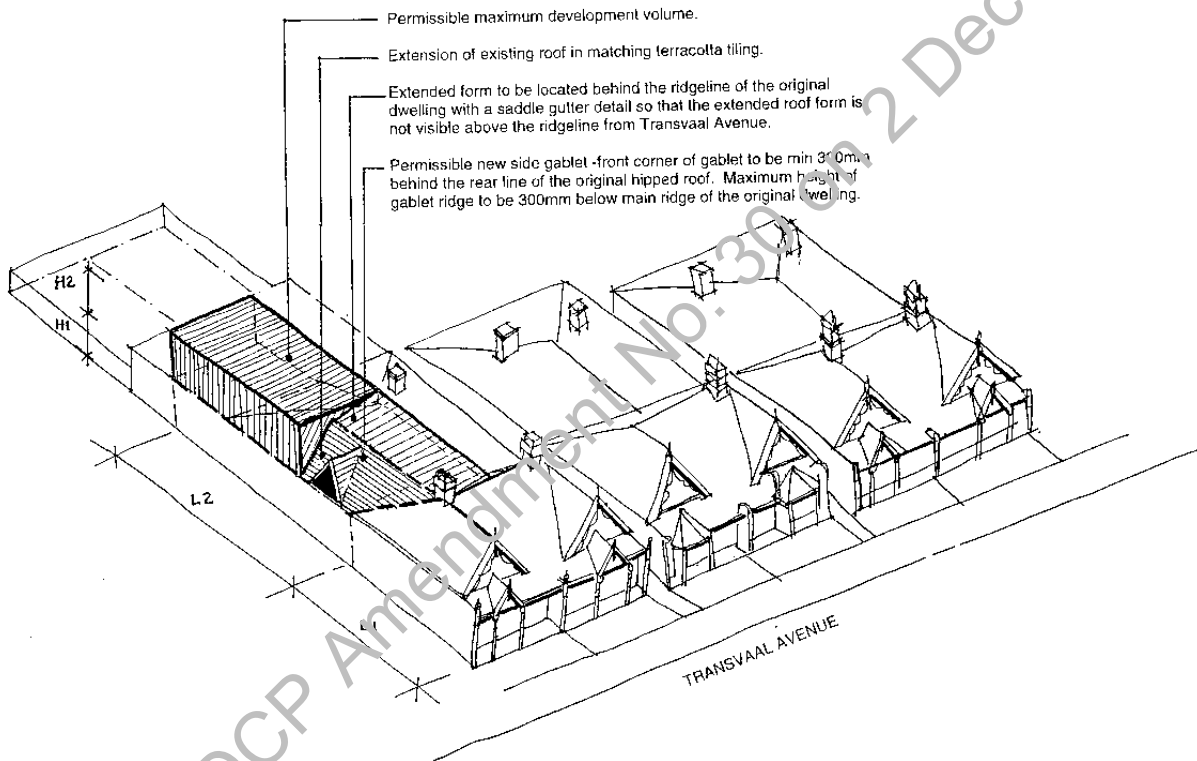 Permissible maximum development volume.
Extension of existing roof in matching terracotta tiling.
Extended form to be located behind the ridgeline of the original
dwelling with a saddle gutter detail so that the extended roof form is
not visible above the ridgeline from Transvaal Avenue.
Permissible new side gablet -front corner of gablet to be min 300mm
behind the rear line of the original hipped roof. Maximum height of
gablet ridge to be 300mm below main ridge of the original dwelling.
H2
H1
L2
TRANSVAAL AVENUE
DCP Amendment No. 30 on 2 Dec